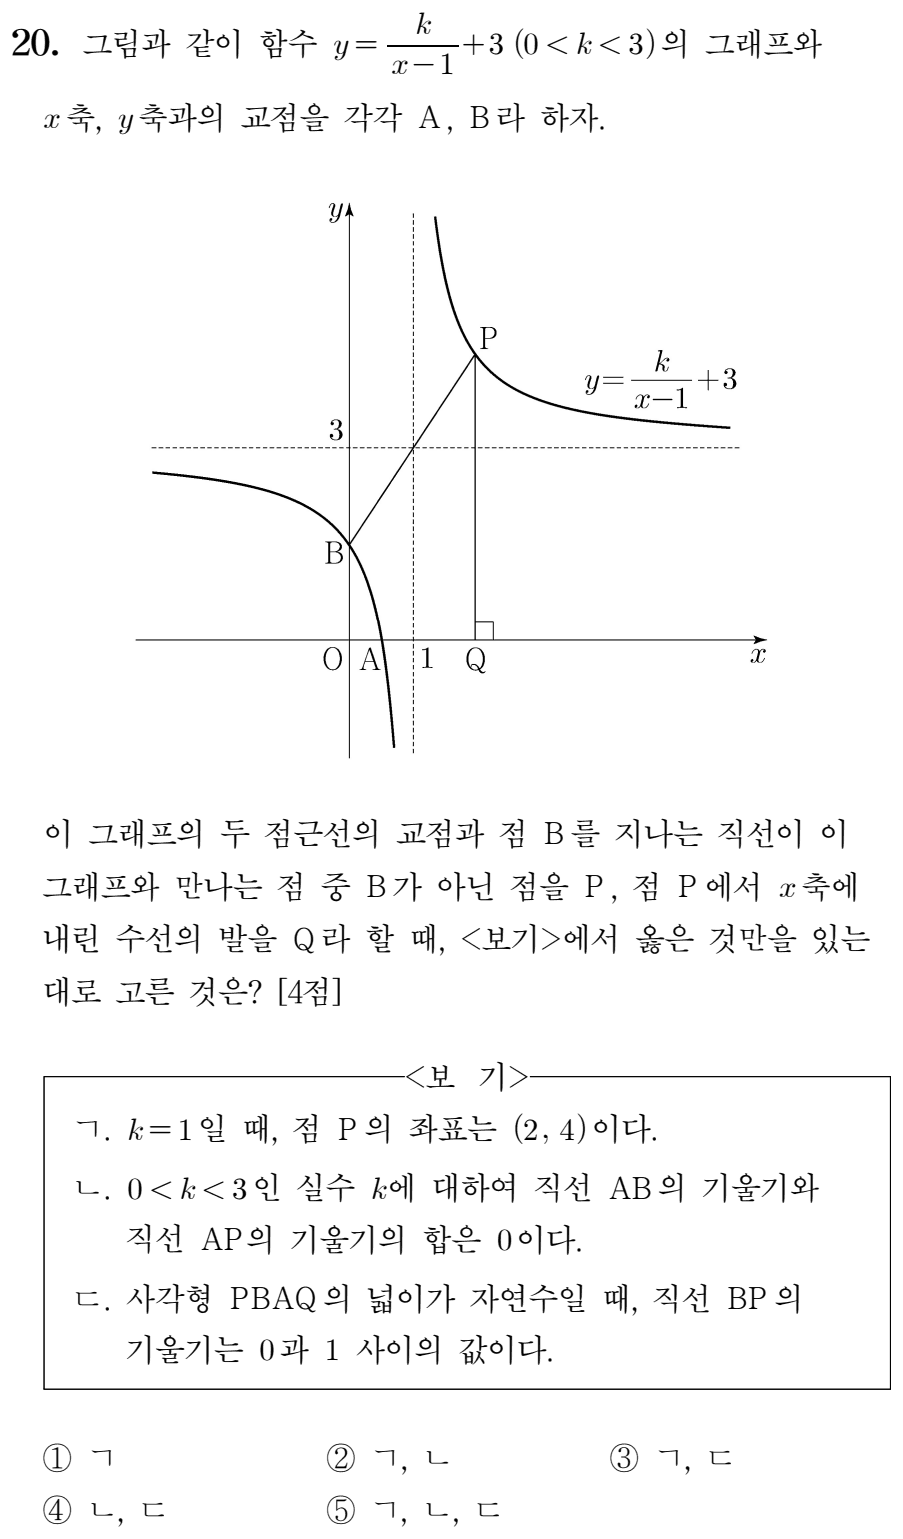 20. 그림과 같이 함수 y = k/(x−1) + 3 (0 < k < 3)의 그래프와
x축, y축과의 교점을 각각 A, B라 하자.
y
P
y = k/(x−1) + 3
3
B
O A 1 Q x
이 그래프의 두 점근선의 교점과 점 B를 지나는 직선이 이
그래프와 만나는 점 중 B가 아닌 점을 P, 점 P에서 x축에
내린 수선의 발을 Q라 할 때, <보기>에서 옳은 것만을 있는
대로 고른 것은? [4점]
<보 기>
ㄱ. k=1일 때, 점 P의 좌표는 (2, 4)이다.
ㄴ. 0 < k < 3인 실수 k에 대하여 직선 AB의 기울기와
직선 AP의 기울기의 합은 0이다.
ㄷ. 사각형 PBAQ의 넓이가 자연수일 때, 직선 BP의
기울기는 0과 1 사이의 값이다.
① ㄱ ② ㄱ, ㄴ ③ ㄱ, ㄷ
④ ㄴ, ㄷ ⑤ ㄱ, ㄴ, ㄷ